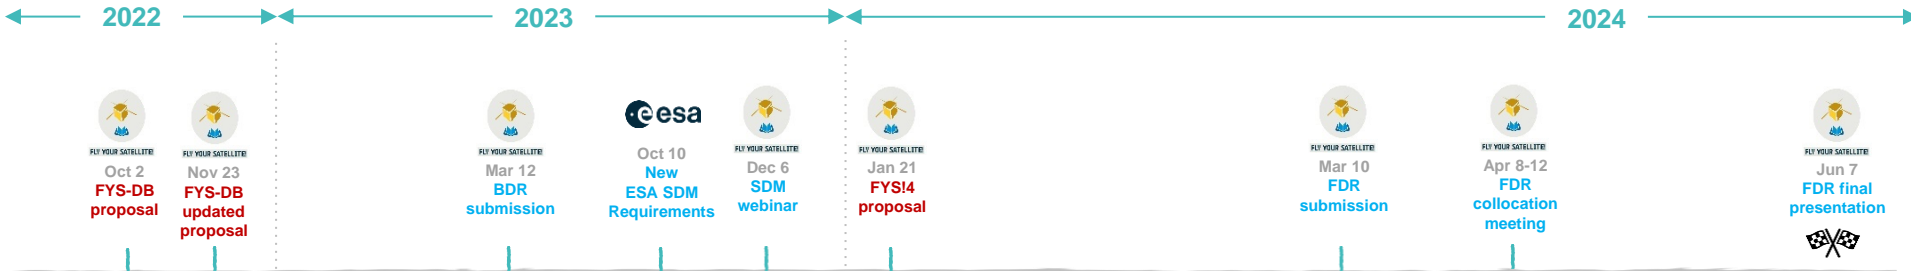 2022
2023
2024
FLY YOUR SATELLITE!
Oct 2
FYS-DB
proposal
FLY YOUR SATELLITE!
Nov 23
FYS-DB
updated
proposal
FLY YOUR SATELLITE!
Mar 12
BDR
submission
esa
Oct 10
New
ESA SDM
Requirements
FLY YOUR SATELLITE!
Dec 6
SDM
webinar
FLY YOUR SATELLITE!
Jan 21
FYS!4
proposal
FLY YOUR SATELLITE!
Mar 10
FDR
submission
FLY YOUR SATELLITE!
Apr 8-12
FDR
collocation
meeting
FLY YOUR SATELLITE!
Jun 7
FDR final
presentation